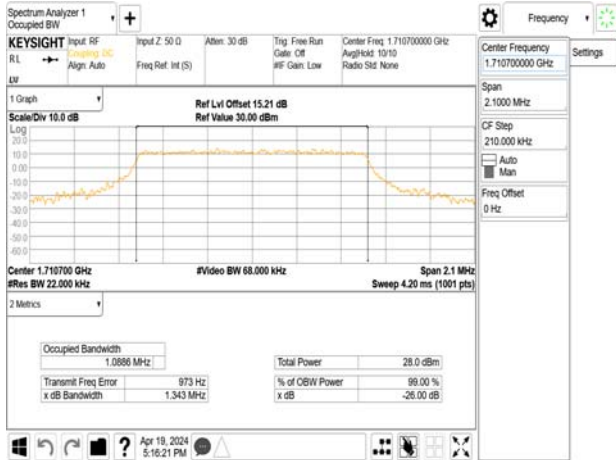 Spectrum Analyzer 1
Occupied BW
Frequency
KEYSIGHT Input: RF
RL Coupling: DC
Align: Auto
Input Z: 50 Ω
Freq Ref: Int (S)
Atten: 30 dB
Trig: Free Run
Gate: Off
#IF Gain: Low
Center Freq: 1.710700000 GHz
Avg|Hold: 10/10
Radio Std: None
Center Frequency
1.710700000 GHz
Settings
Span
2.1000 MHz
CF Step
210.000 kHz
Auto
Man
Freq Offset
0 Hz
1 Graph
Scale/Div 10.0 dB
Ref Lvl Offset 15.21 dB
Ref Value 30.00 dBm
Log
20.0
10.0
0.00
-10.0
-20.0
-30.0
-40.0
-50.0
-60.0
Center 1.710700 GHz
#Res BW 22.000 kHz
#Video BW 68.000 kHz
Span 2.1 MHz
Sweep 4.20 ms (1001 pts)
2 Metrics
Occupied Bandwidth
1.0886 MHz
Transmit Freq Error 973 Hz
x dB Bandwidth 1.343 MHz
Total Power 28.0 dBm
% of OBW Power 99.00 %
x dB -26.00 dB
Apr 19, 2024
5:16:21 PM